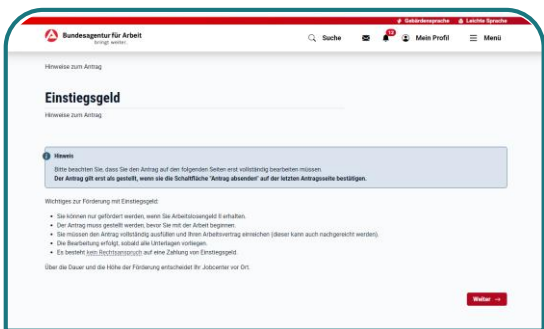 Gebärdensprache Leichte Sprache
Bundesagentur für Arbeit
bringt weiter.
Suche 12 Mein Profil Menü
Hinweise zum Antrag
Einstiegsgeld
Hinweise zum Antrag
Hinweis
Bitte beachten Sie, dass Sie den Antrag auf den folgenden Seiten erst vollständig bearbeiten müssen.
Der Antrag gilt erst als gestellt, wenn sie die Schaltfläche "Antrag absenden" auf der letzten Antragsseite bestätigen.
Wichtiges zur Förderung mit Einstiegsgeld:
• Sie können nur gefördert werden, wenn Sie Arbeitslosengeld II erhalten.
• Der Antrag muss gestellt werden, bevor Sie mit der Arbeit beginnen.
• Sie müssen den Antrag vollständig ausfüllen und Ihren Arbeitsvertrag einreichen (dieser kann auch nachgereicht werden).
• Die Bearbeitung erfolgt, sobald alle Unterlagen vorliegen.
• Es besteht kein Rechtsanspruch auf eine Zahlung von Einstiegsgeld.
Über die Dauer und die Höhe der Förderung entscheidet Ihr Jobcenter vor Ort.
Weiter →